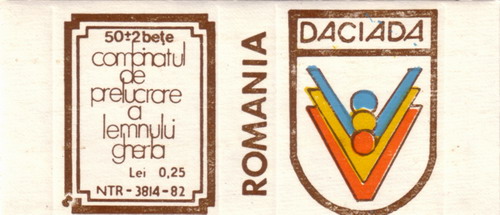 50±2 bețe
combinatul
de
prelucrare
a
lemnului
gherla
Lei 0,25
NTR - 3814 - 82
ROMANIA
DACIADA